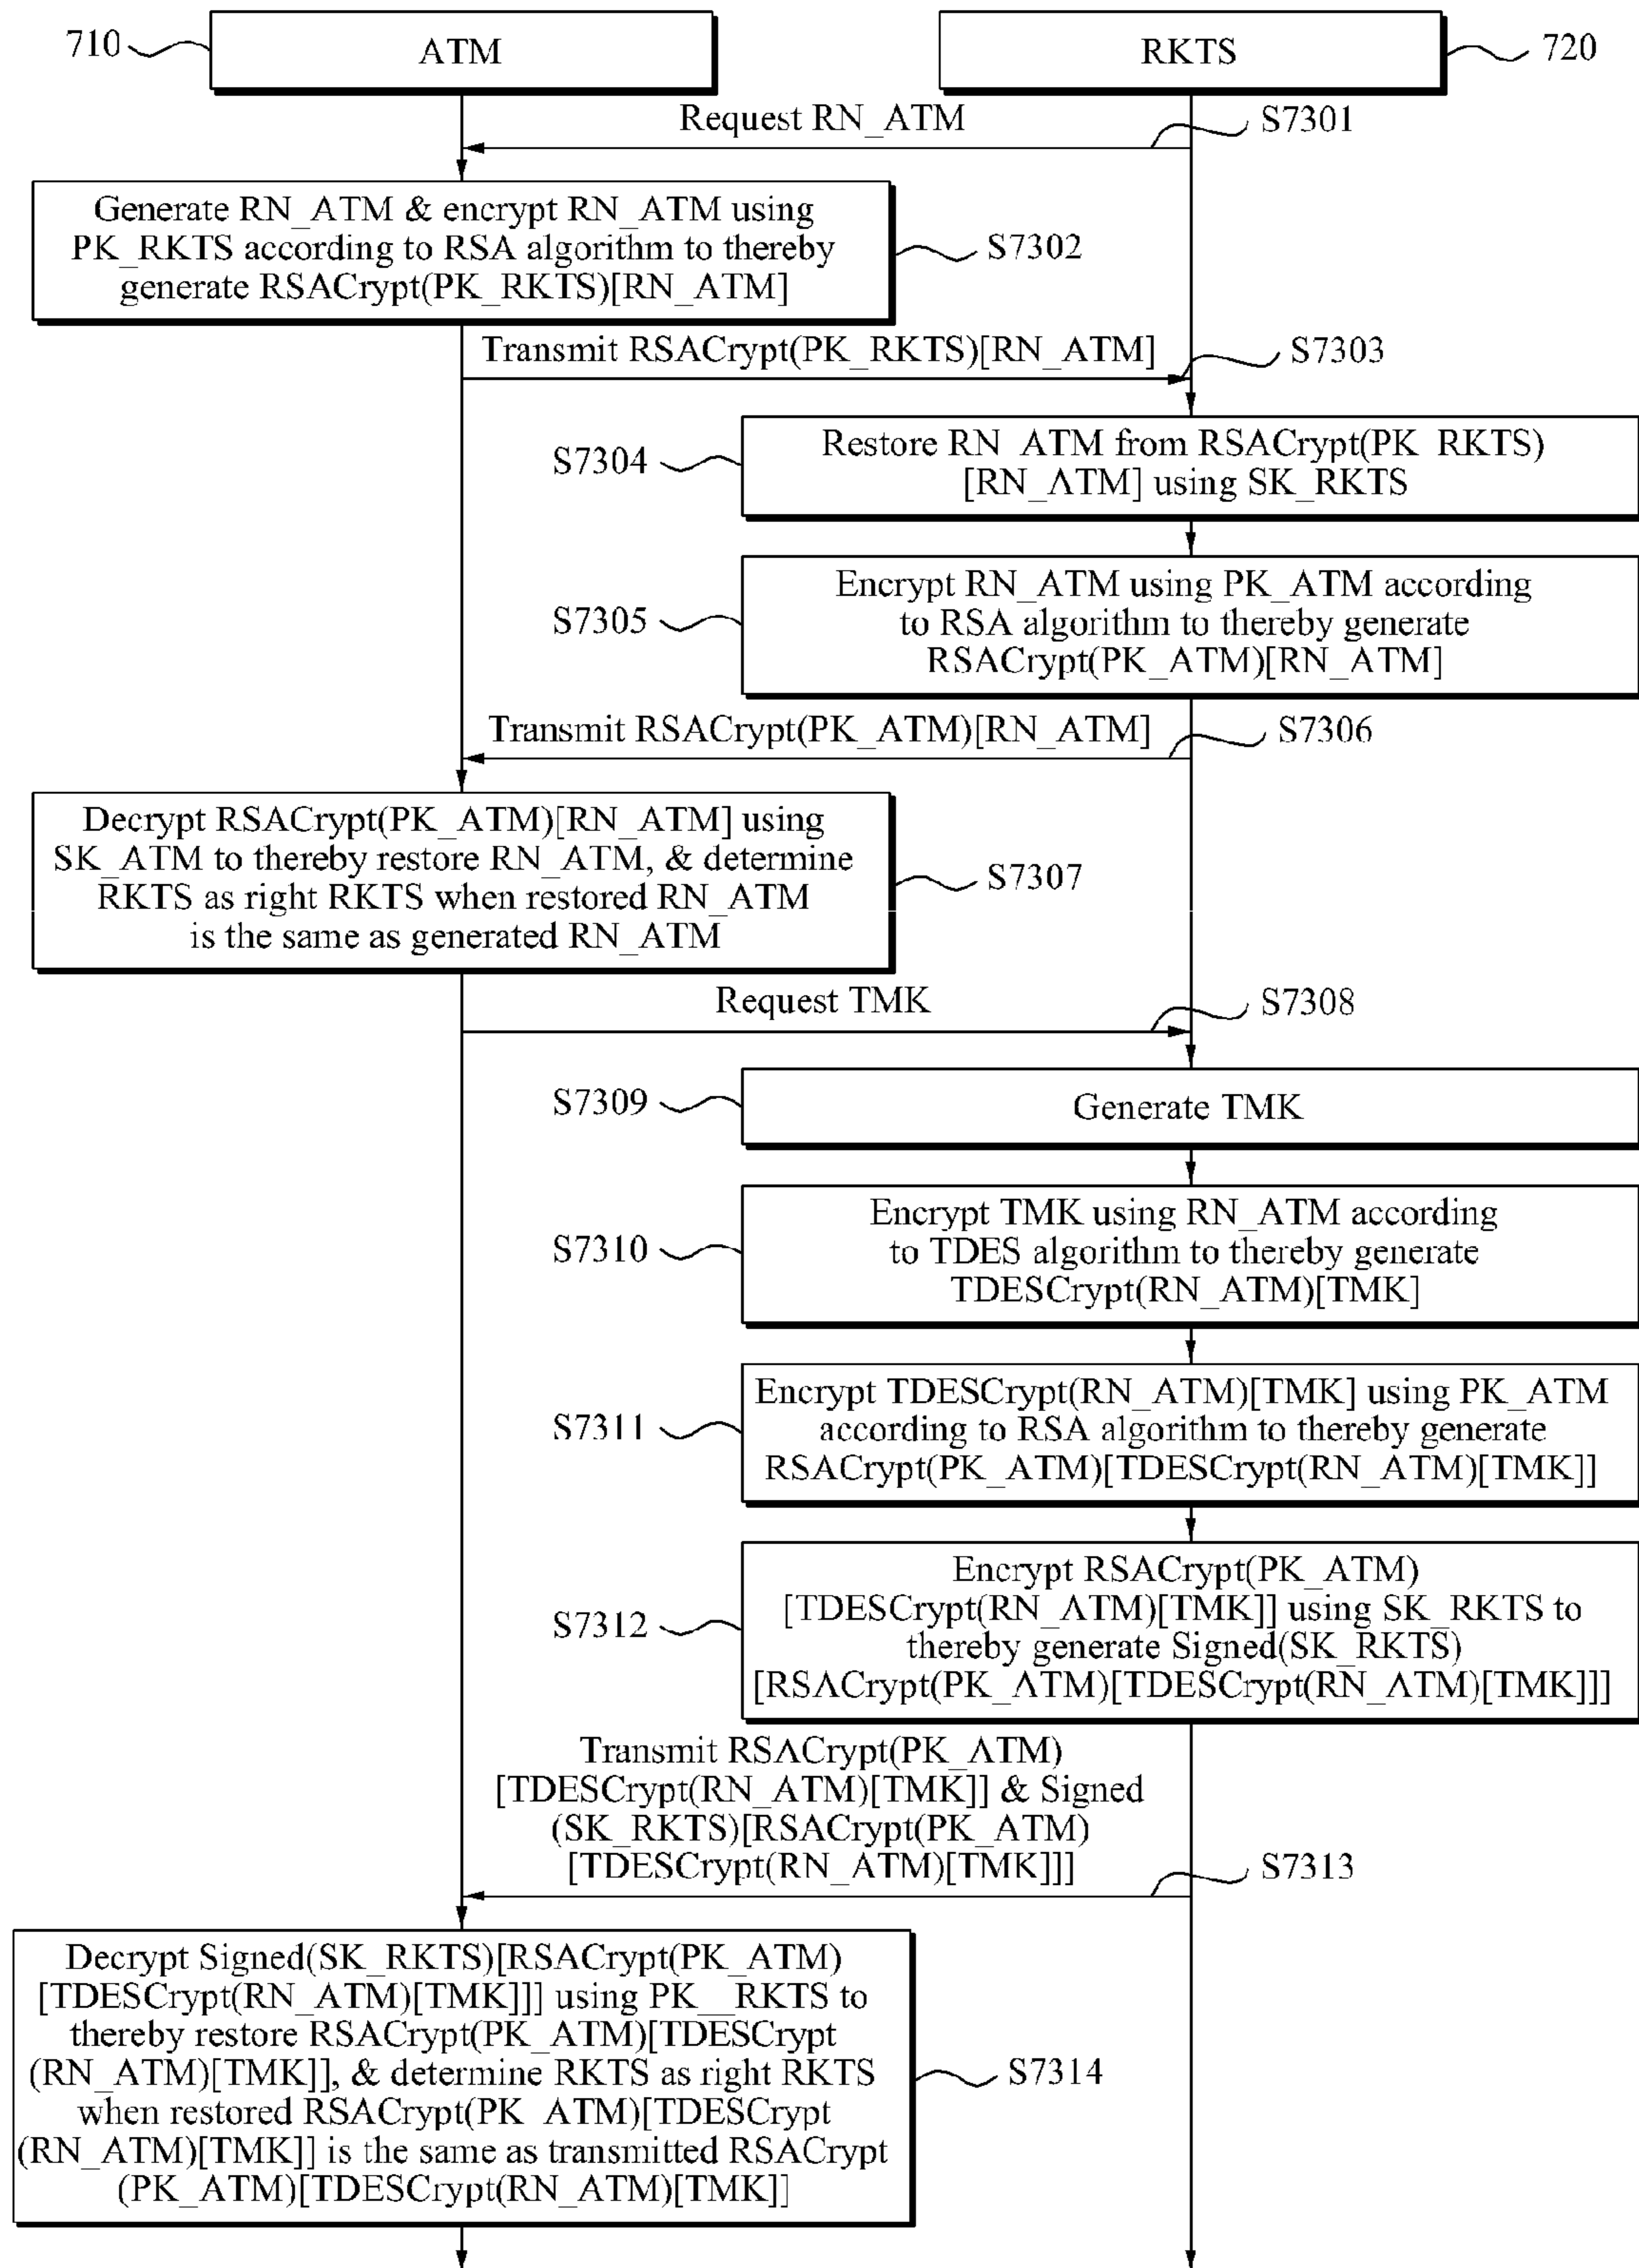 710
ATM
RKTS
720
Request RN_ATM
S7301
Generate RN_ATM & encrypt RN_ATM using
PK_RKTS according to RSA algorithm to thereby
generate RSACrypt(PK_RKTS)[RN_ATM]
S7302
Transmit RSACrypt(PK_RKTS)[RN_ATM]
S7303
S7304
Restore RN_ATM from RSACrypt(PK_RKTS)
[RN_ATM] using SK_RKTS
S7305
Encrypt RN_ATM using PK_ATM according
to RSA algorithm to thereby generate
RSACrypt(PK_ATM)[RN_ATM]
Transmit RSACrypt(PK_ATM)[RN_ATM]
S7306
Decrypt RSACrypt(PK_ATM)[RN_ATM] using
SK_ATM to thereby restore RN_ATM, & determine
RKTS as right RKTS when restored RN_ATM
is the same as generated RN_ATM
S7307
Request TMK
S7308
S7309
Generate TMK
S7310
Encrypt TMK using RN_ATM according
to TDES algorithm to thereby generate
TDESCrypt(RN_ATM)[TMK]
S7311
Encrypt TDESCrypt(RN_ATM)[TMK] using PK_ATM
according to RSA algorithm to thereby generate
RSACrypt(PK_ATM)[TDESCrypt(RN_ATM)[TMK]]
S7312
Encrypt RSACrypt(PK_ATM)
[TDESCrypt(RN_ATM)[TMK]] using SK_RKTS to
thereby generate Signed(SK_RKTS)
[RSACrypt(PK_ATM)[TDESCrypt(RN_ATM)[TMK]]]
Transmit RSACrypt(PK_ATM)
[TDESCrypt(RN_ATM)[TMK]] & Signed
(SK_RKTS)[RSACrypt(PK_ATM)
[TDESCrypt(RN_ATM)[TMK]]]
S7313
Decrypt Signed(SK_RKTS)[RSACrypt(PK_ATM)
[TDESCrypt(RN_ATM)[TMK]]] using PK__RKTS to
thereby restore RSACrypt(PK_ATM)[TDESCrypt
(RN_ATM)[TMK]], & determine RKTS as right RKTS
when restored RSACrypt(PK_ATM)[TDESCrypt
(RN_ATM)[TMK]] is the same as transmitted RSACrypt
(PK_ATM)[TDESCrypt(RN_ATM)[TMK]]
S7314